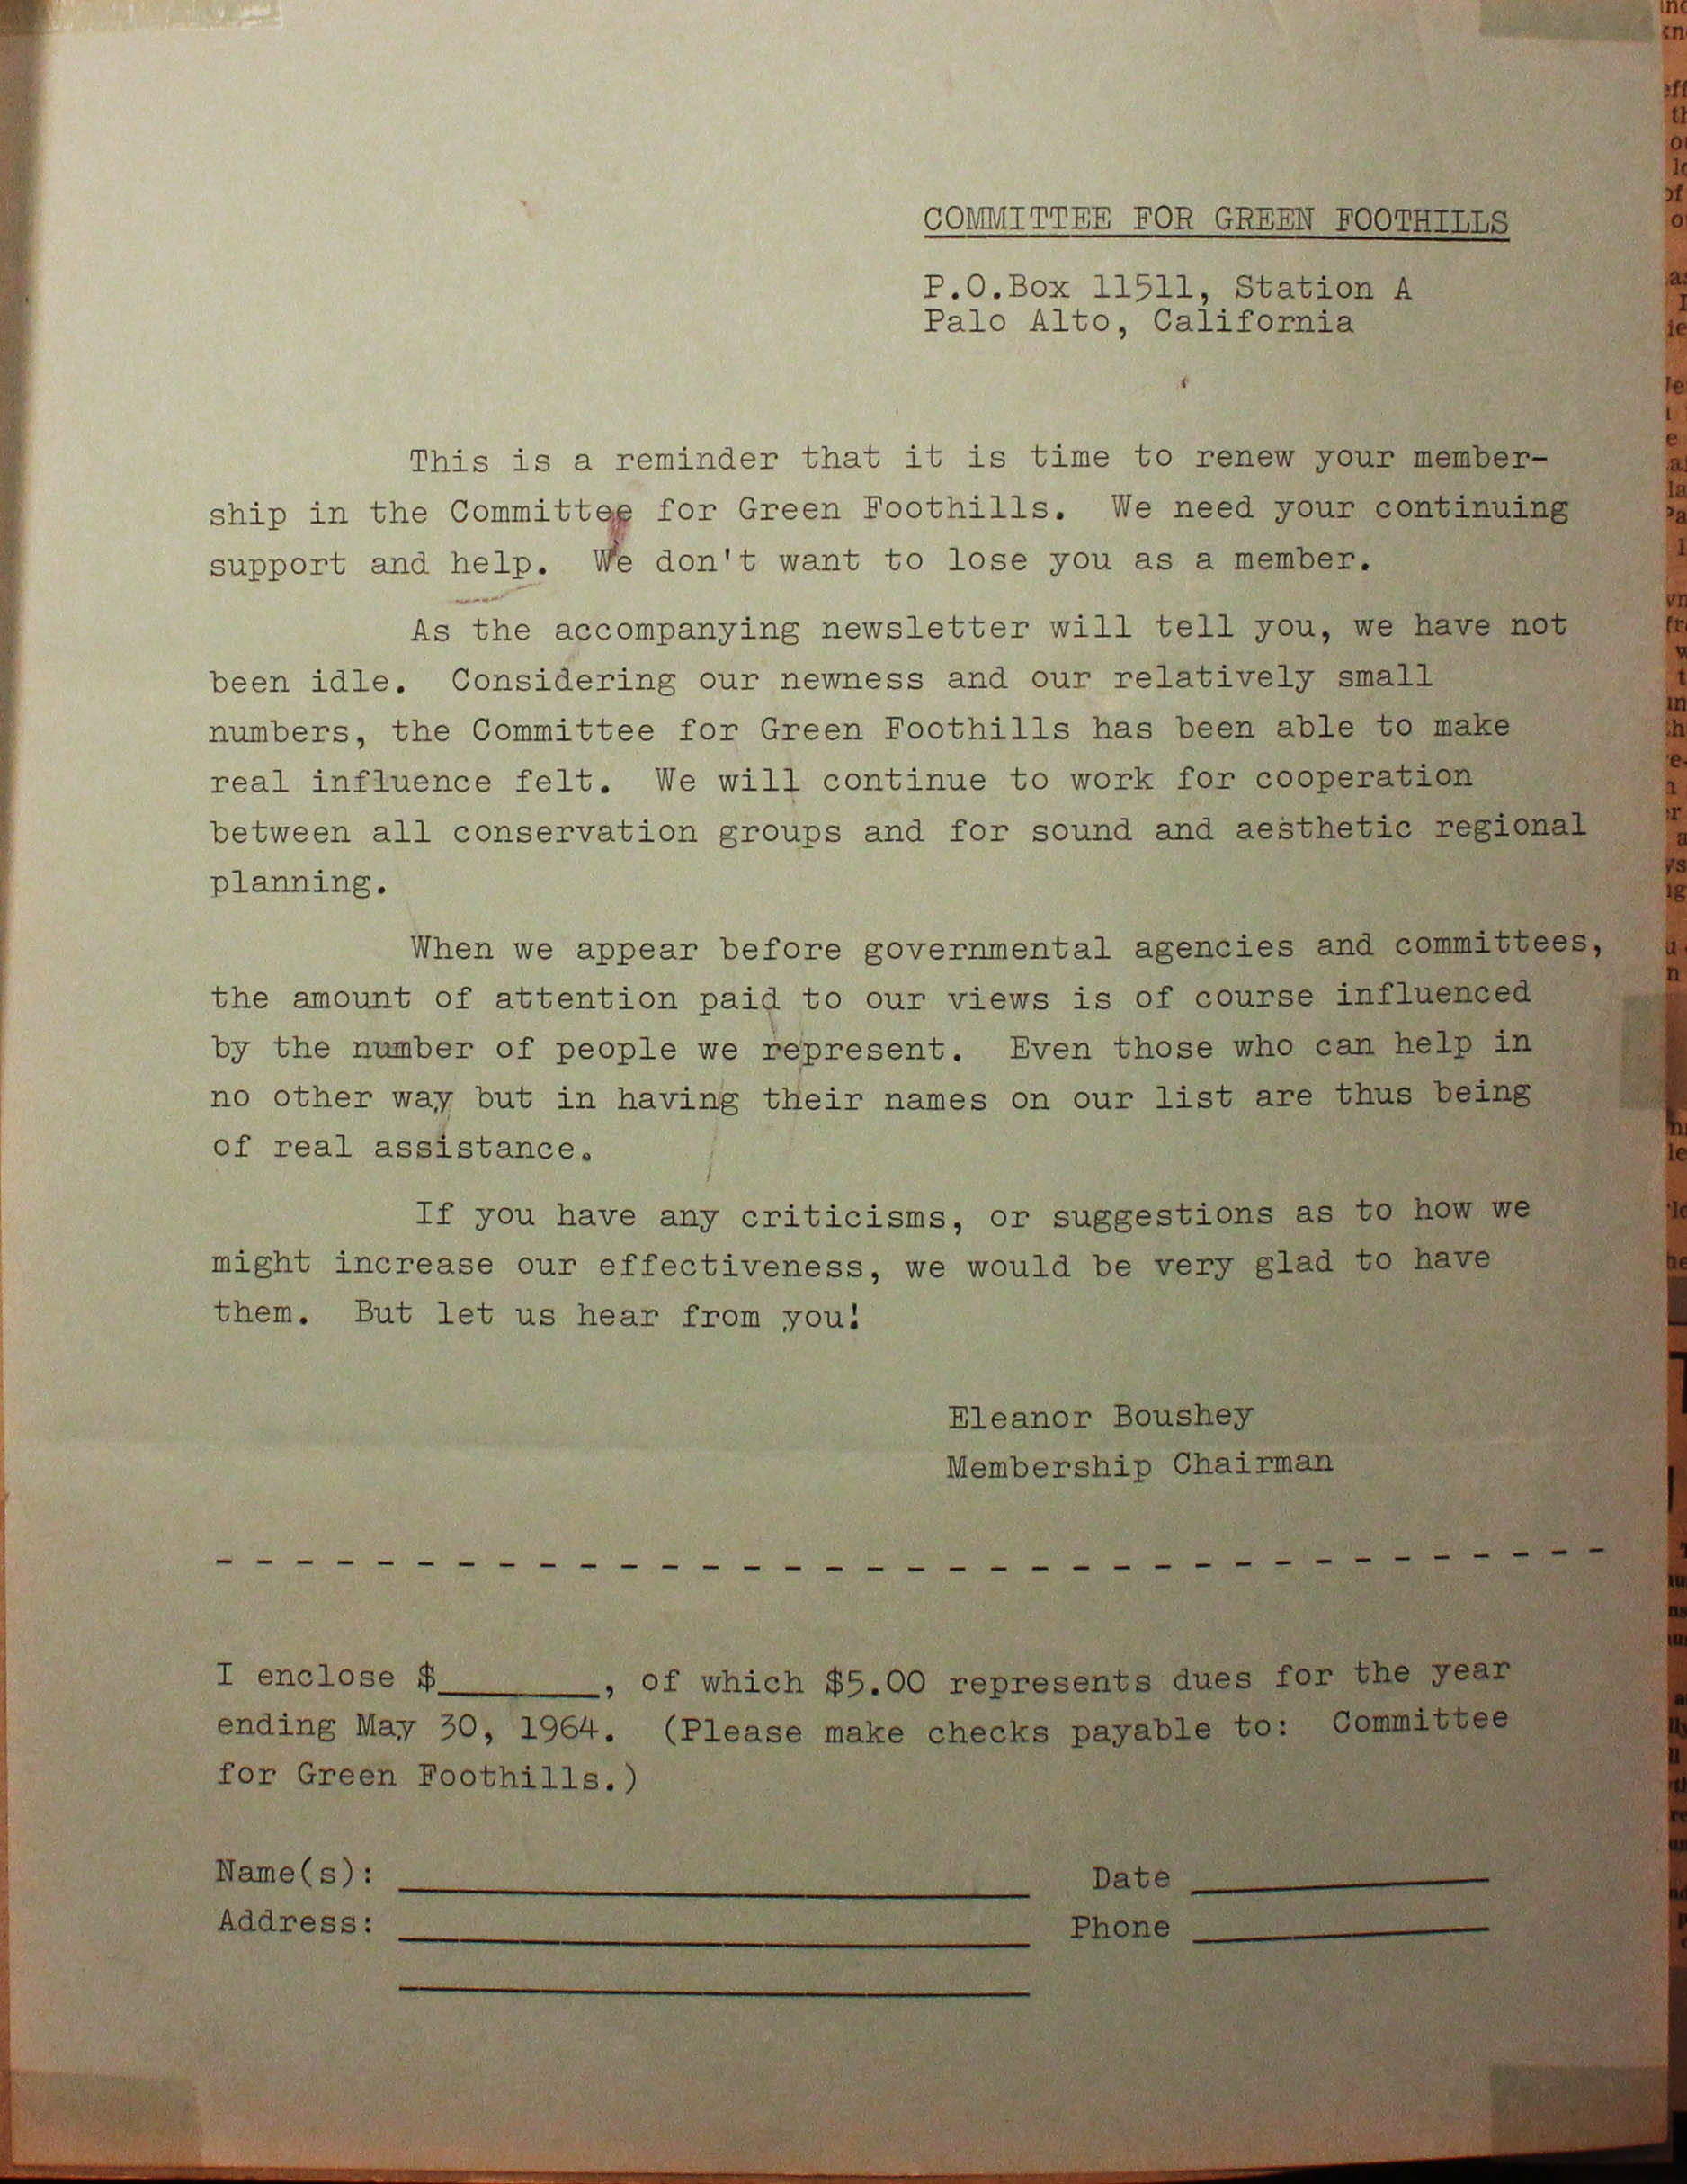 COMMITTEE FOR GREEN FOOTHILLS
P.O.Box 11511, Station A
Palo Alto, California
This is a reminder that it is time to renew your member-
ship in the Committee for Green Foothills. We need your continuing
support and help. We don't want to lose you as a member.
As the accompanying newsletter will tell you, we have not
been idle. Considering our newness and our relatively small
numbers, the Committee for Green Foothills has been able to make
real influence felt. We will continue to work for cooperation
between all conservation groups and for sound and aesthetic regional
planning.
When we appear before governmental agencies and committees,
the amount of attention paid to our views is of course influenced
by the number of people we represent. Even those who can help in
no other way but in having their names on our list are thus being
of real assistance.
If you have any criticisms, or suggestions as to how we
might increase our effectiveness, we would be very glad to have
them. But let us hear from you!
Eleanor Boushey
Membership Chairman
I enclose $________, of which $5.00 represents dues for the year
ending May 30, 1964. (Please make checks payable to: Committee
for Green Foothills.)
Name(s): Date
Address: Phone